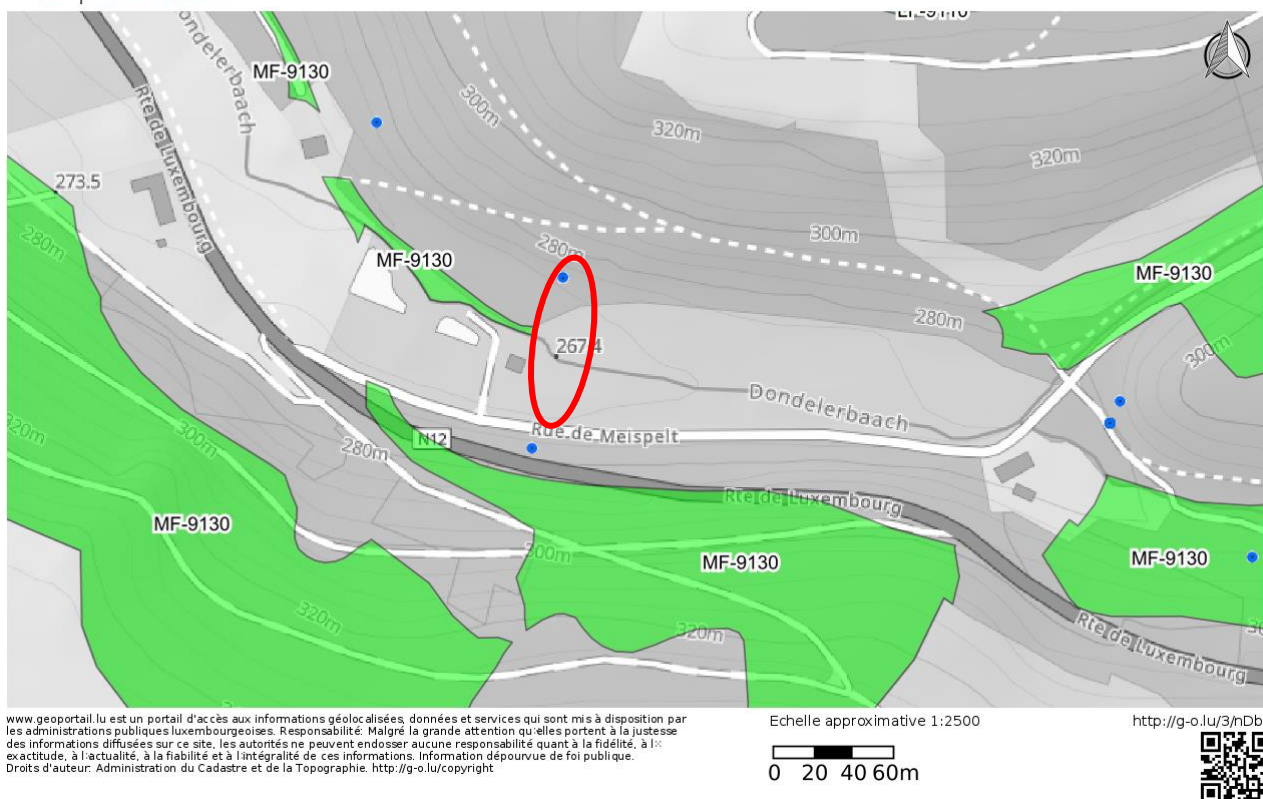 MF-9130
Dondelerbaach
Rte de Luxembourg
300m
320m
320m
273.5
280m
MF-9130
280m
300m
MF-9130
280m
300m
267.4
Dondelerbaach
Rue de Meispelt
N12
320m
300m
280m
Rte de Luxembourg
MF-9130
300m
MF-9130
MF-9130
320m
320m
Rte de Luxembourg
www.geoportail.lu est un portail d'accès aux informations géolocalisées, données et services qui sont mis à disposition par
les administrations publiques luxembourgeoises. Responsabilité: Malgré la grande attention qu'elles portent à la justesse
des informations diffusées sur ce site, les autorités ne peuvent endosser aucune responsabilité quant à la fidélité, à l'
exactitude, à l'actualité, à la fiabilité et à l'intégralité de ces informations. Information dépourvue de foi publique.
Droits d'auteur: Administration du Cadastre et de la Topographie. http://g-o.lu/copyright
Echelle approximative 1:2500
0 20 40 60m
http://g-o.lu/3/nDb